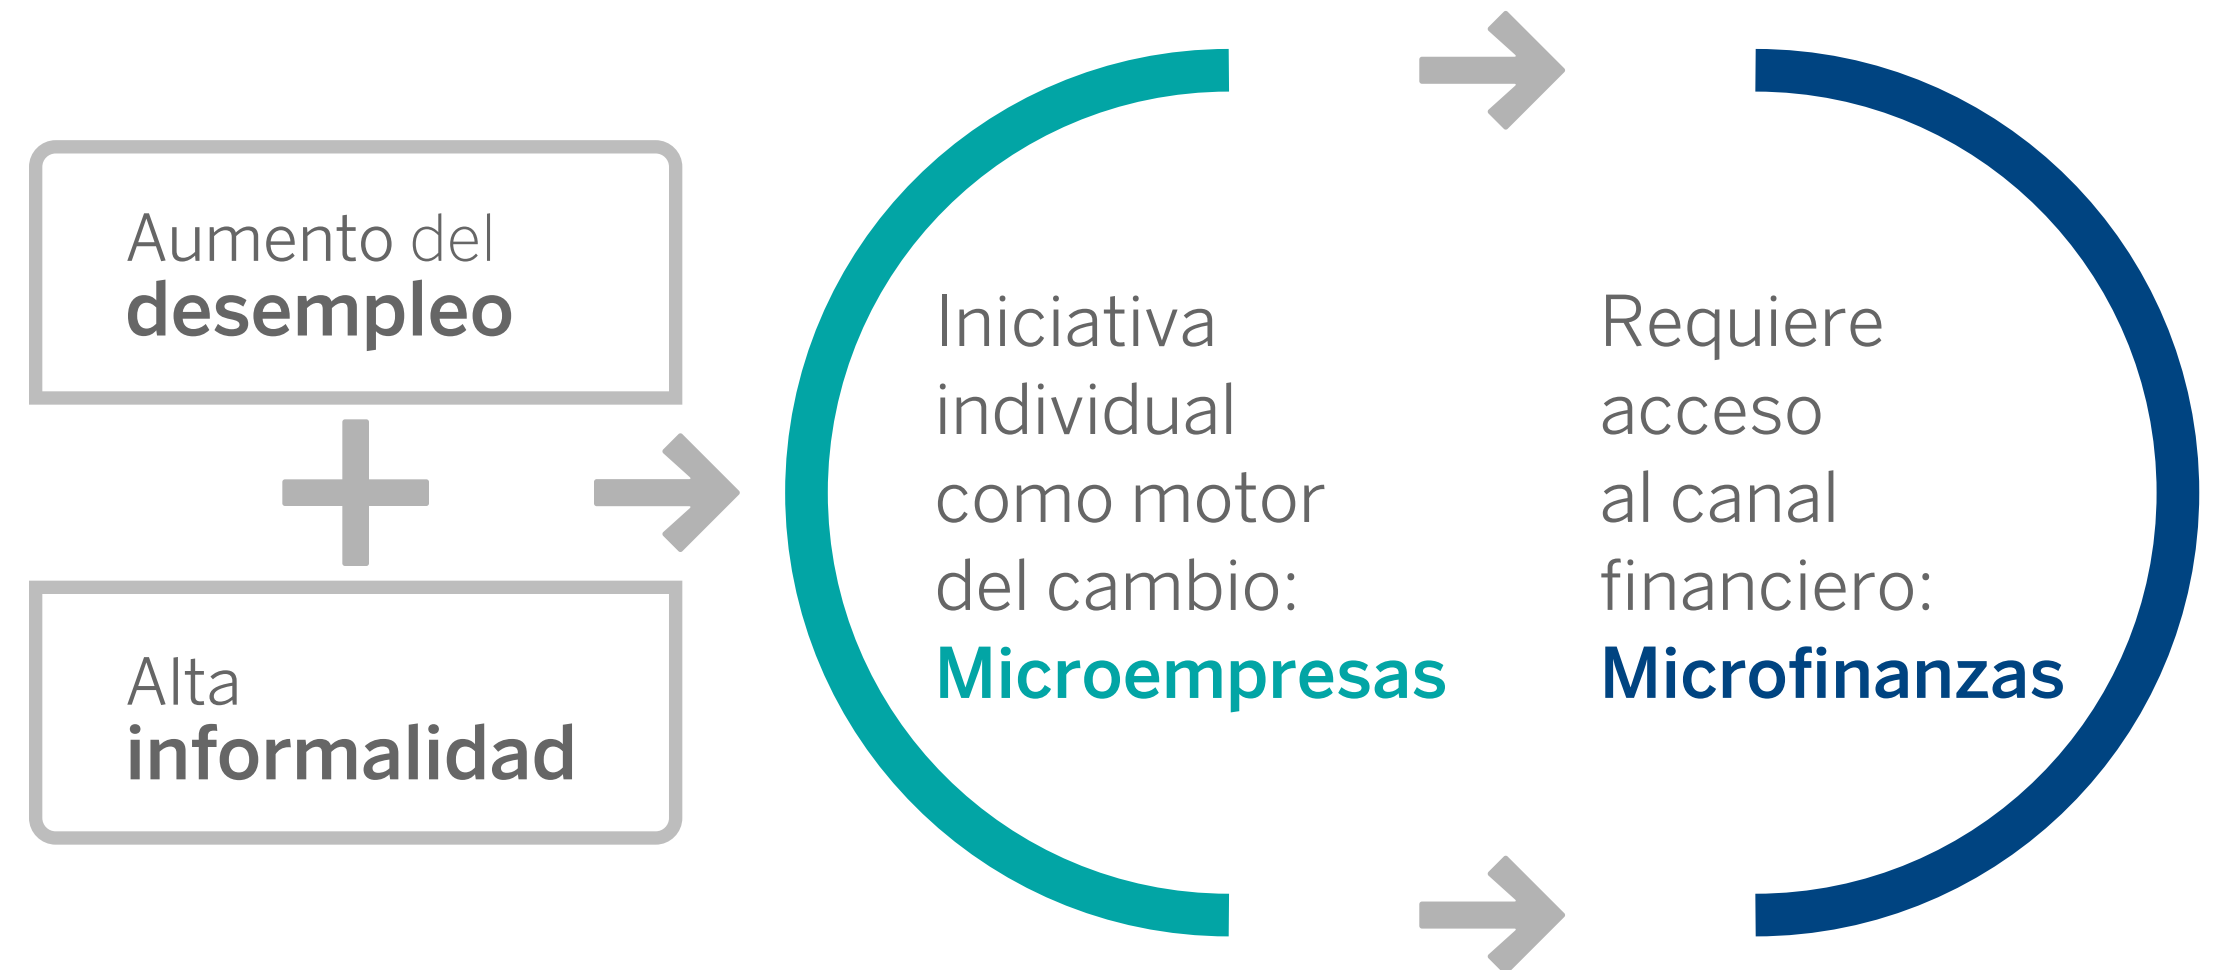 Aumento del
desempleo
Alta
informalidad
Iniciativa
individual
como motor
del cambio:
Microempresas
Requiere
acceso
al canal
financiero:
Microfinanzas